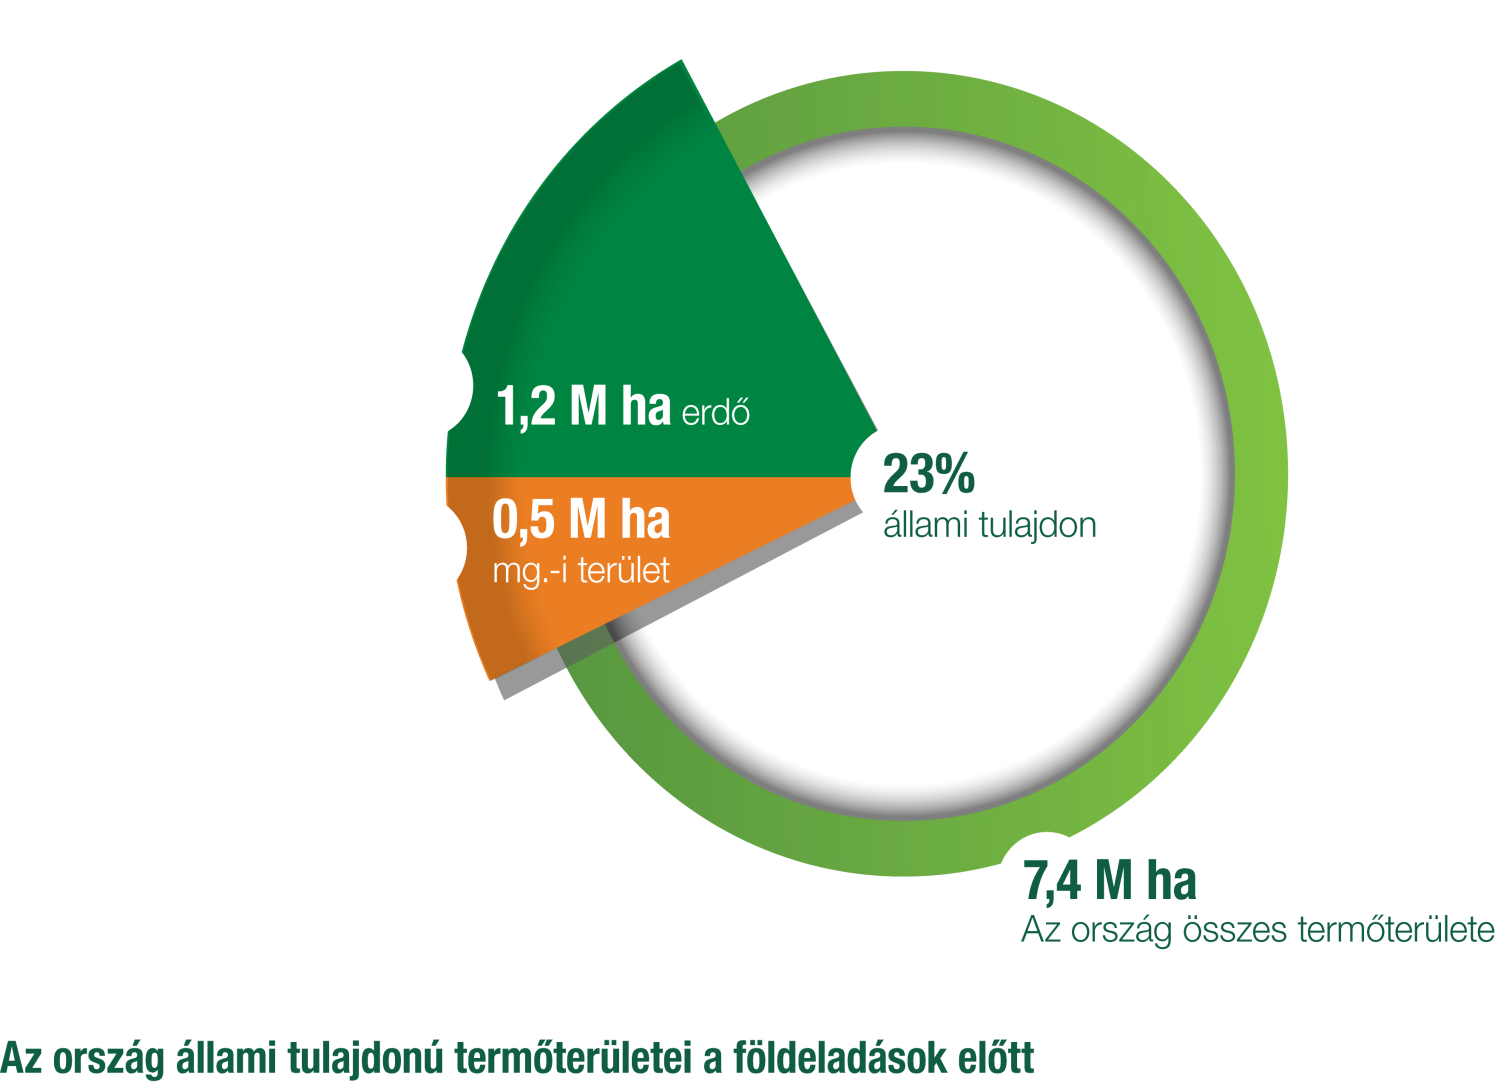 1,2 M ha erdő
23%
állami tulajdon
0,5 M ha
mg.-i terület
7,4 M ha
Az ország összes termőterülete
Az ország állami tulajdonú termőterületei a földeladások előtt